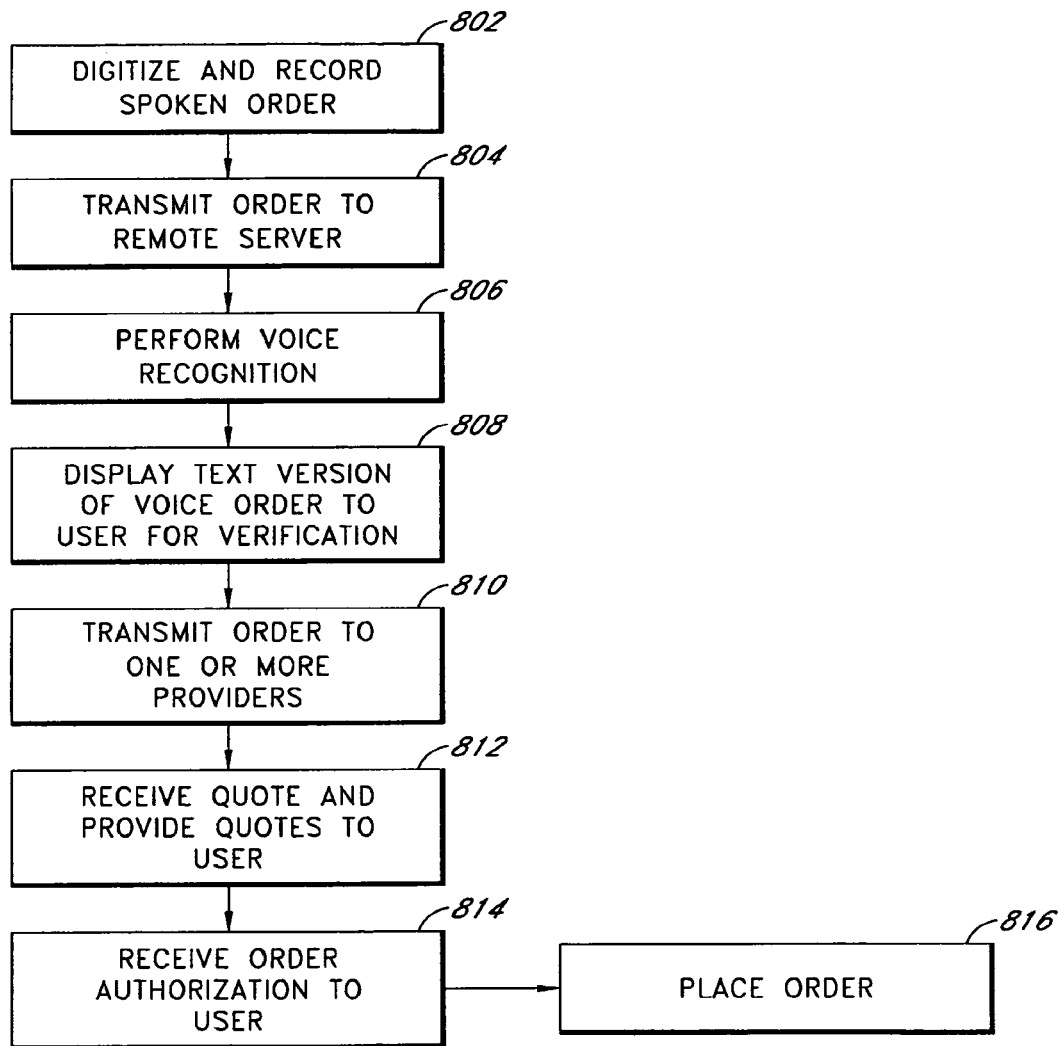 802
DIGITIZE AND RECORD
SPOKEN ORDER
804
TRANSMIT ORDER TO
REMOTE SERVER
806
PERFORM VOICE
RECOGNITION
808
DISPLAY TEXT VERSION
OF VOICE ORDER TO
USER FOR VERIFICATION
810
TRANSMIT ORDER TO
ONE OR MORE
PROVIDERS
812
RECEIVE QUOTE AND
PROVIDE QUOTES TO
USER
814
RECEIVE ORDER
AUTHORIZATION TO
USER
816
PLACE ORDER